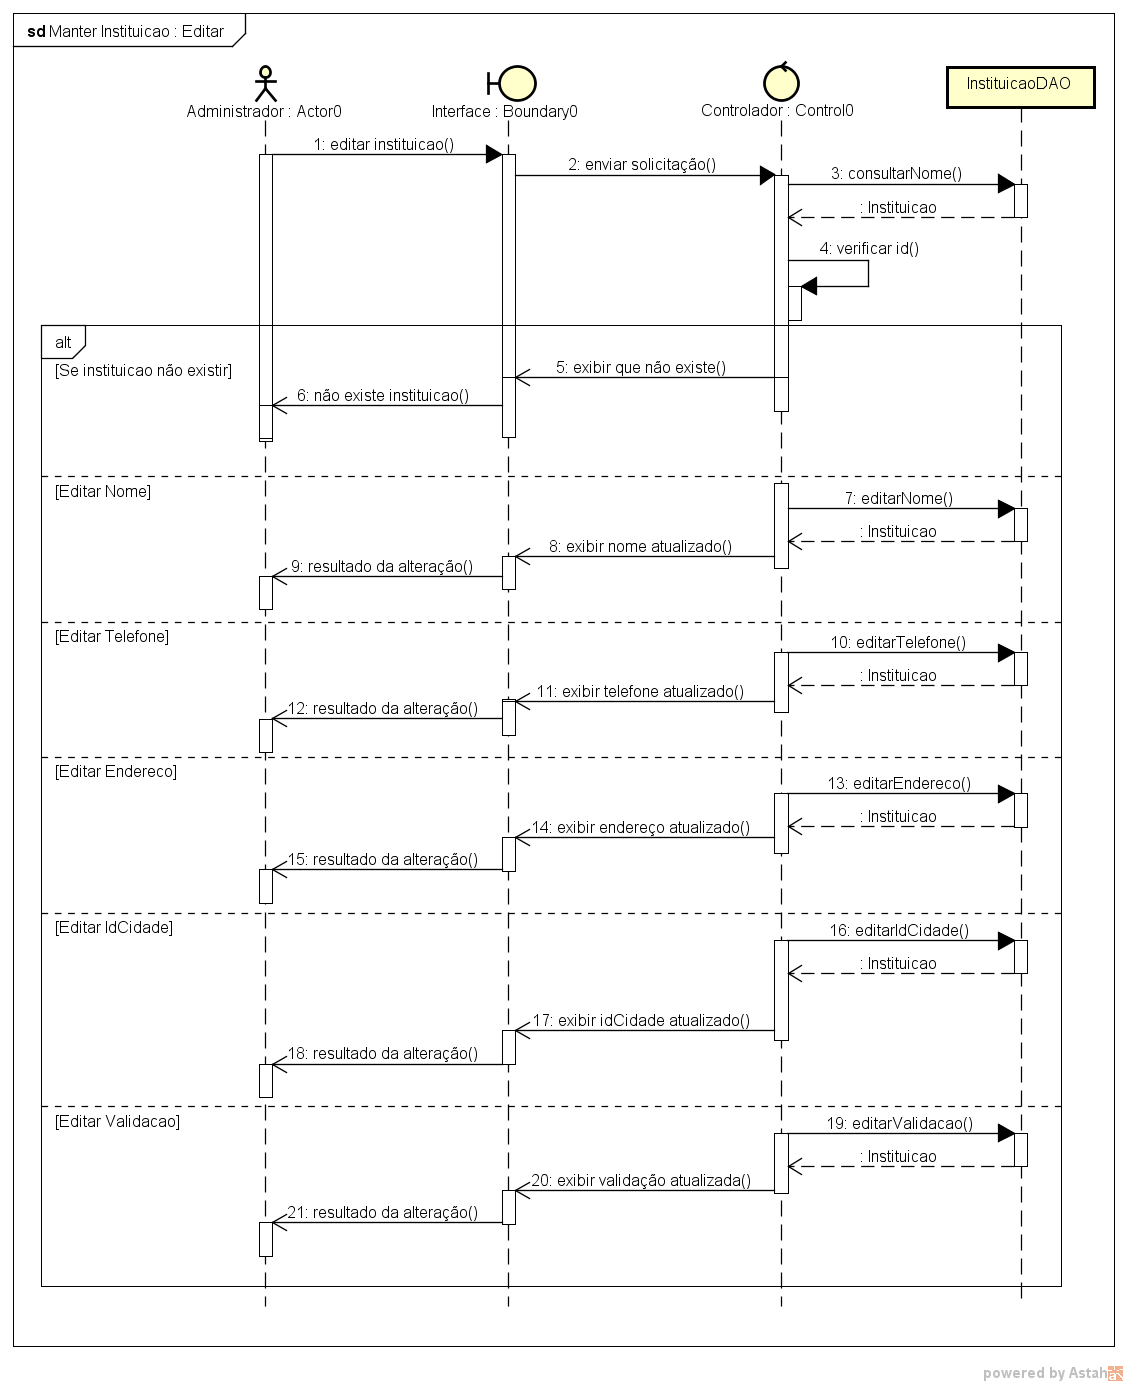 sd Manter Instituicao : Editar
Administrador : Actor0
Interface : Boundary0
Controlador : Control0
InstituicaoDAO
1: editar instituicao()
2: enviar solicitação()
3: consultarNome()
: Instituicao
4: verificar id()
alt
[Se instituicao não existir]
5: exibir que não existe()
6: não existe instituicao()
[Editar Nome]
7: editarNome()
: Instituicao
8: exibir nome atualizado()
9: resultado da alteração()
[Editar Telefone]
10: editarTelefone()
: Instituicao
11: exibir telefone atualizado()
12: resultado da alteração()
[Editar Endereco]
13: editarEndereco()
: Instituicao
14: exibir endereço atualizado()
15: resultado da alteração()
[Editar IdCidade]
16: editarIdCidade()
: Instituicao
17: exibir idCidade atualizado()
18: resultado da alteração()
[Editar Validacao]
19: editarValidacao()
: Instituicao
20: exibir validação atualizada()
21: resultado da alteração()
powered by Astah